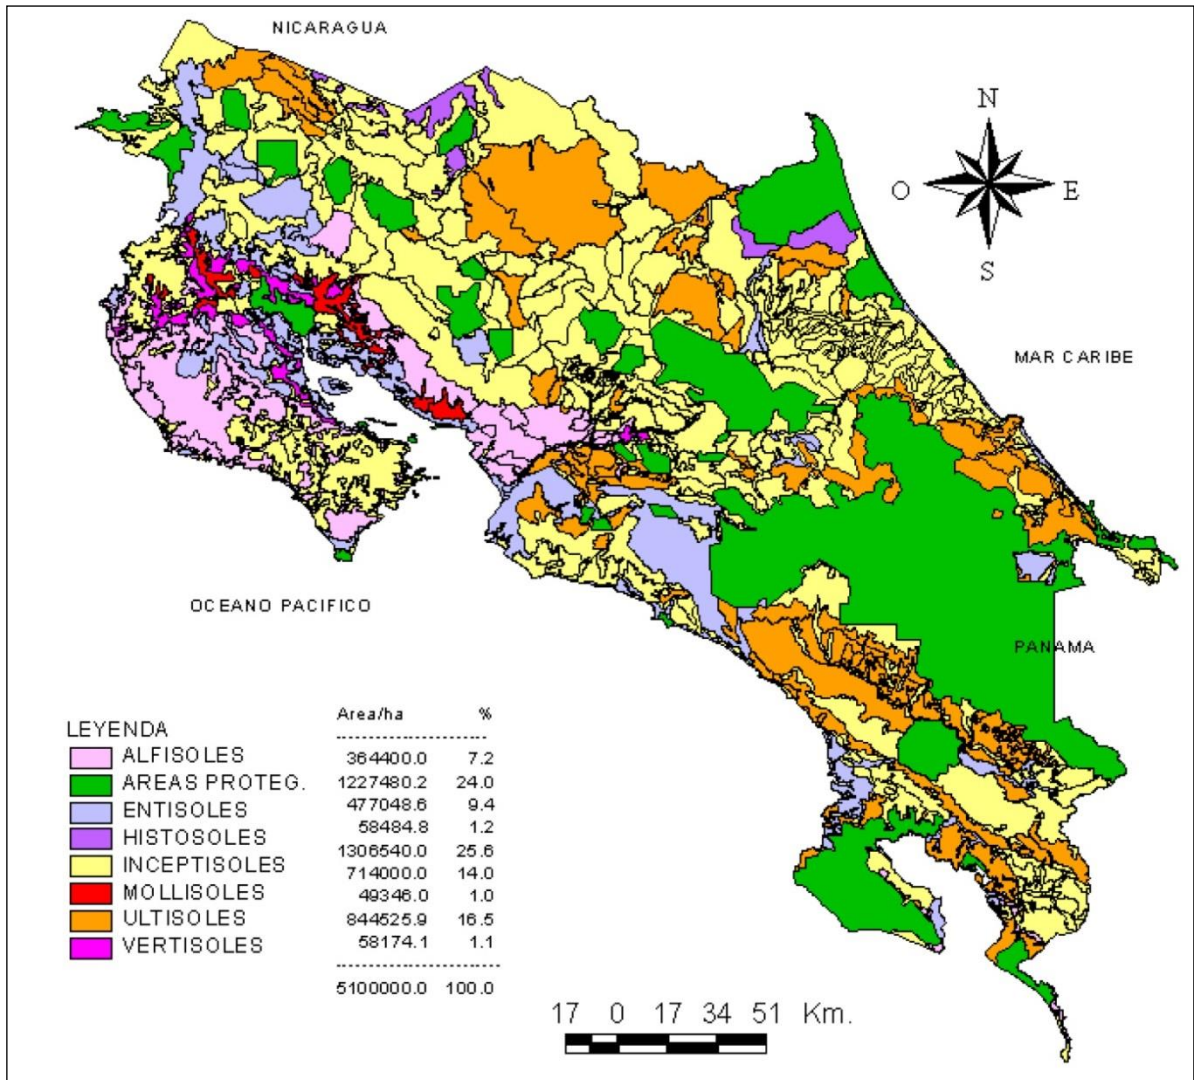 NICARAGUA
N
O
E
S
MAR CARIBE
OCEANO PACIFICO
PANAMA
LEYENDA
Area/ha %
ALFISOLES 364400.0 7.2
AREAS PROTEG. 1227480.2 24.0
ENTISOLES 477048.6 9.4
HISTOSOLES 58484.8 1.2
INCEPTISOLES 1306540.0 25.6
714000.0 14.0
MOLLISOLES 49346.0 1.0
ULTISOLES 844525.9 16.5
VERTISOLES 58174.1 1.1
5100000.0 100.0
17 0 17 34 51 Km.